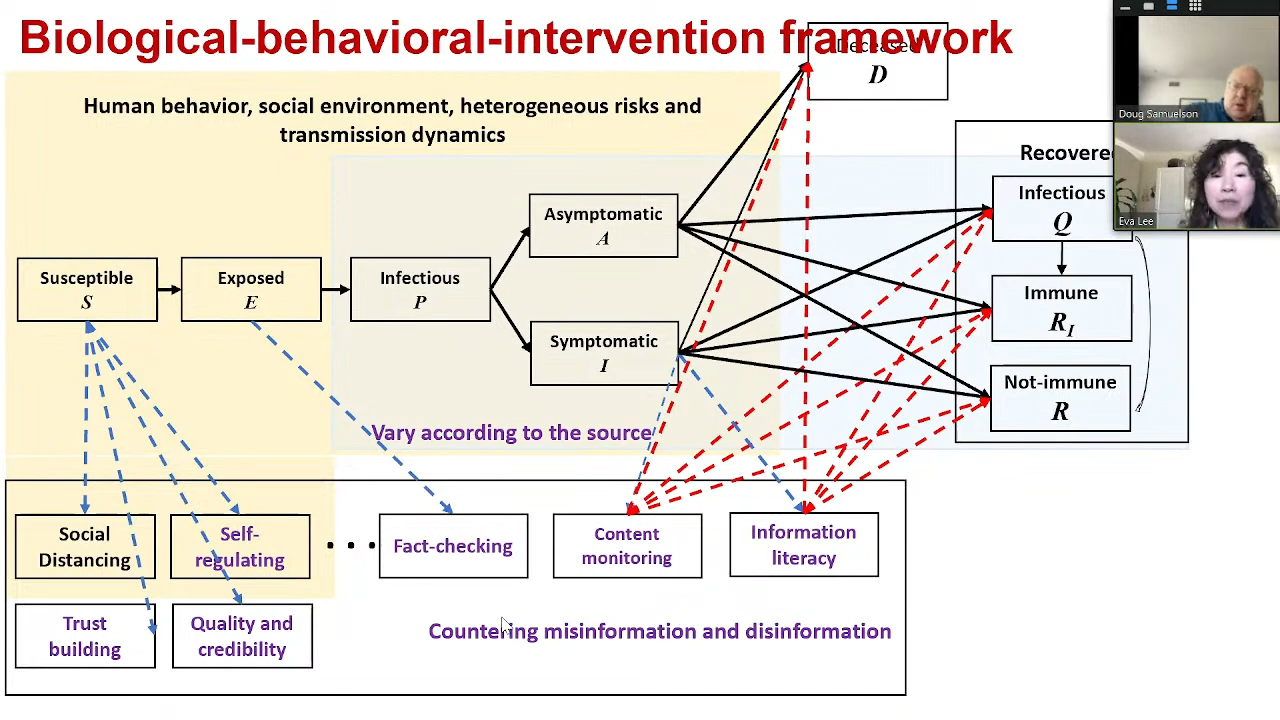 Biological-behavioral-intervention framework
Deceased
D
Human behavior, social environment, heterogeneous risks and
transmission dynamics
Doug Samuelson
Eva Lee
Recovered
Infectious
Q
Asymptomatic
A
Susceptible
S
Exposed
E
Infectious
P
Immune
R_I
Symptomatic
I
Not-immune
R
Vary according to the source
Social
Distancing
Self-
regulating
• • •
Fact-checking
Content
monitoring
Information
literacy
Trust
building
Quality and
credibility
Countering misinformation and disinformation